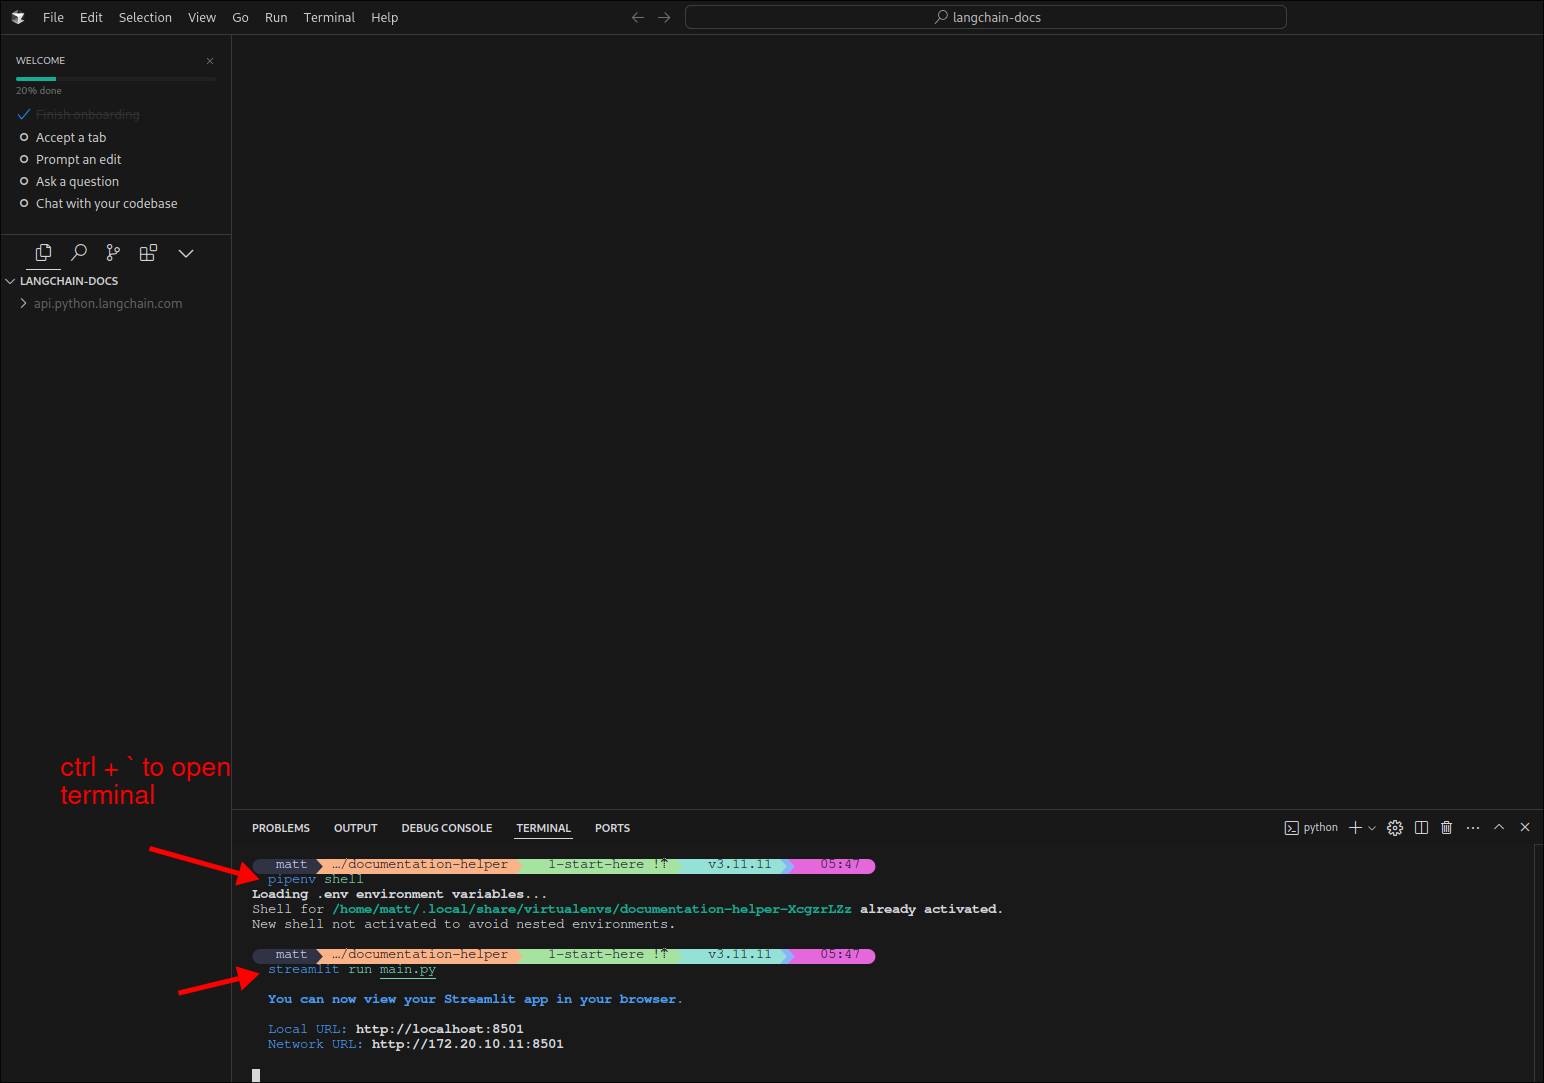 File Edit Selection View Go Run Terminal Help
langchain-docs
WELCOME
20% done
Finish onboarding
Accept a tab
Prompt an edit
Ask a question
Chat with your codebase
LANGCHAIN-DOCS
api.python.langchain.com
ctrl + ` to open
terminal
PROBLEMS OUTPUT DEBUG CONSOLE TERMINAL PORTS
python
matt …/documentation-helper 1-start-here !⇡ v3.11.11 05:47
pipenv shell
Loading .env environment variables...
Shell for /home/matt/.local/share/virtualenvs/documentation-helper-XcgzrLZz already activated.
New shell not activated to avoid nested environments.
matt …/documentation-helper 1-start-here !⇡ v3.11.11 05:47
streamlit run main.py
You can now view your Streamlit app in your browser.
Local URL: http://localhost:8501
Network URL: http://172.20.10.11:8501